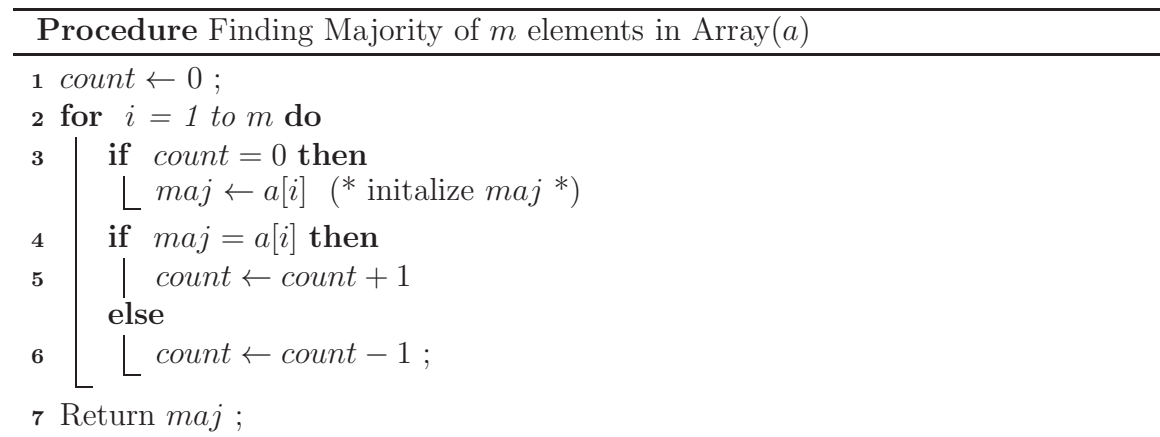 Procedure Finding Majority of m elements in Array(a)
1 count ← 0 ;
2 for i = 1 to m do
3 if count = 0 then
maj ← a[i] (* initalize maj *)
4 if maj = a[i] then
5 count ← count + 1
else
6 count ← count − 1 ;
7 Return maj ;